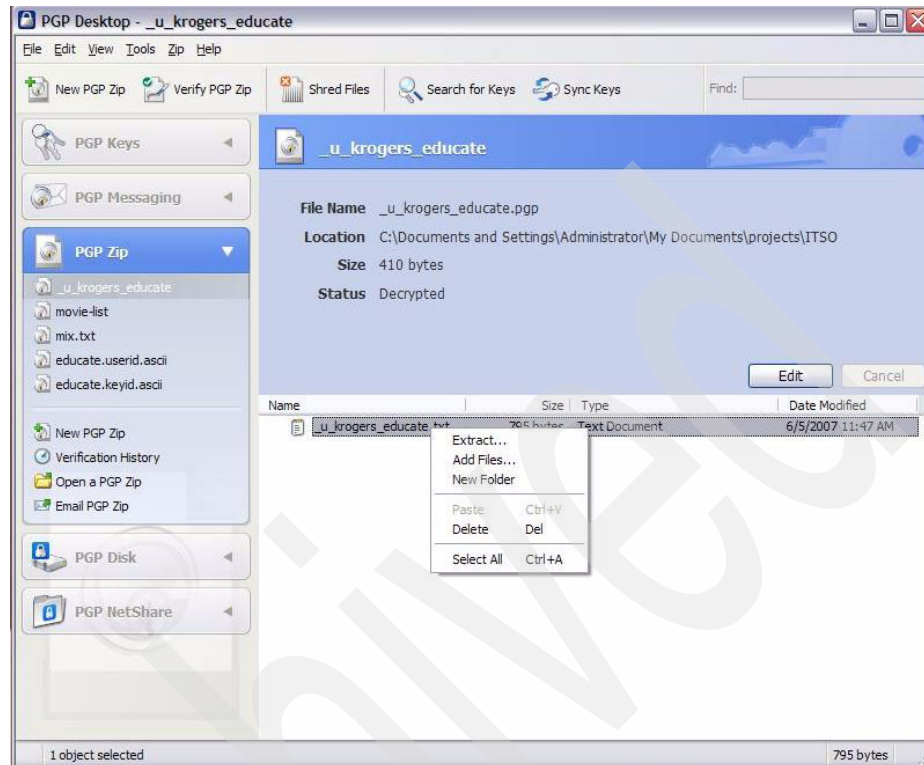 PGP Desktop - _u_krogers_educate
File Edit View Tools Zip Help
New PGP Zip Verify PGP Zip Shred Files Search for Keys Sync Keys Find:
PGP Keys
PGP Messaging
PGP Zip
_u_krogers_educate
movie-list
mix.txt
educate.userid.ascii
educate.keyid.ascii
New PGP Zip
Verification History
Open a PGP Zip
Email PGP Zip
PGP Disk
PGP NetShare
_u_krogers_educate
File Name _u_krogers_educate.pgp
Location C:\Documents and Settings\Administrator\My Documents\projects\ITSO
Size 410 bytes
Status Decrypted
Edit Cancel
Name Size Type Date Modified
_u_krogers_educate.txt 795 bytes Text Document 6/5/2007 11:47 AM
Extract...
Add Files...
New Folder
Paste Ctrl+V
Delete Del
Select All Ctrl+A
1 object selected 795 bytes